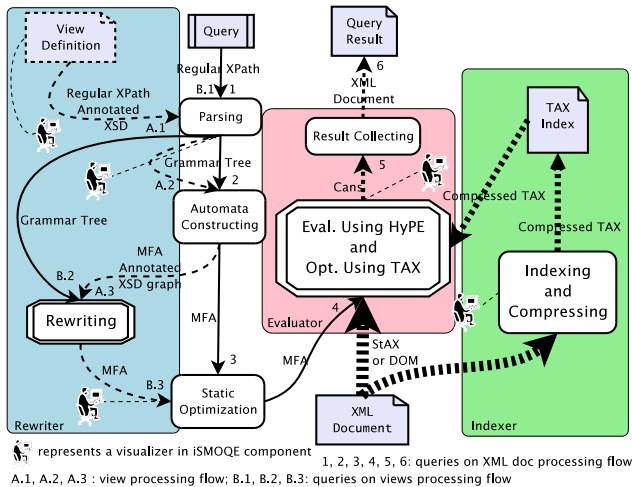 View
Definition
Query
Query
Result
Regular XPath
B.1
1
6
XML
Document
Regular XPath
Annotated
XSD
A.1
Parsing
Result Collecting
TAX
Index
Grammar Tree
A.2
2
5
Cans
Compressed TAX
Compressed TAX
Grammar Tree
Automata
Constructing
Eval. Using HyPE
and
Opt. Using TAX
MFA
Annotated
XSD graph
B.2
A.3
Indexing
and
Compressing
Rewriting
MFA
4
Evaluator
StAX
or DOM
MFA
3
MFA
B.3
Static
Optimization
XML
Document
Rewriter
Indexer
represents a visualizer in iSMOQE component
1, 2, 3, 4, 5, 6: queries on XML doc processing flow
A.1, A.2, A.3 : view processing flow; B.1, B.2, B.3: queries on views processing flow